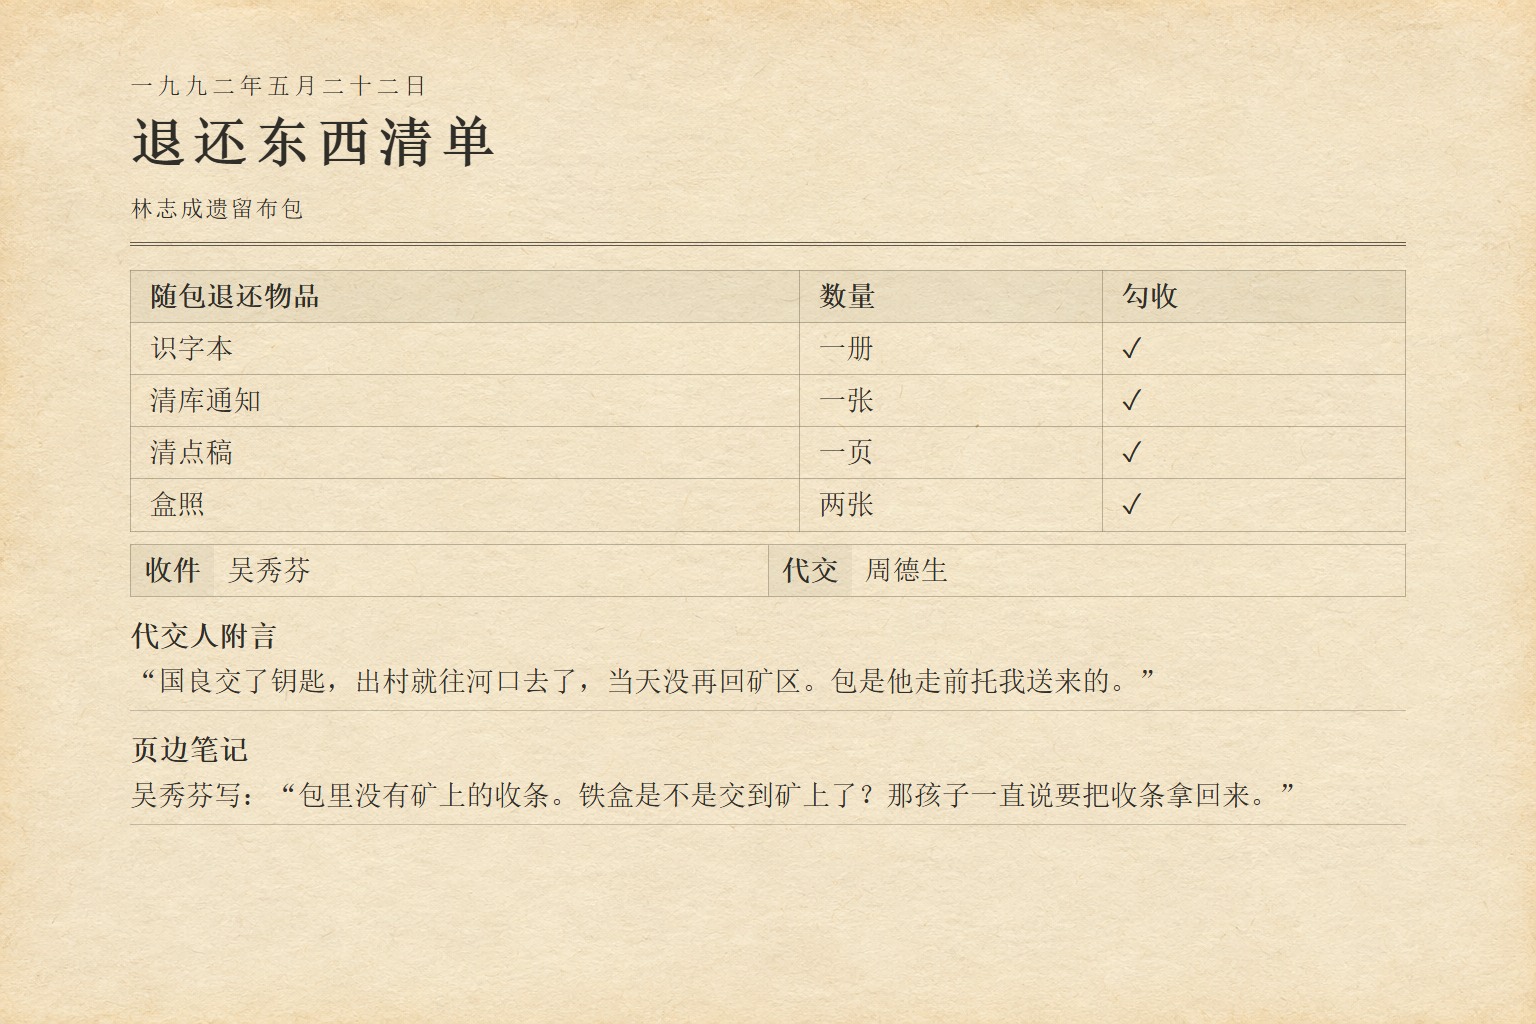 一九九二年五月二十二日
退还东西清单
林志成遗留布包
随包退还物品 数量 勾收
识字本 一册 ✓
清库通知 一张 ✓
清点稿 一页 ✓
盒照 两张 ✓
收件 吴秀芬 代交 周德生
代交人附言
“国良交了钥匙，出村就往河口去了，当天没再回矿区。包是他走前托我送来的。”
页边笔记
吴秀芬写：“包里没有矿上的收条。铁盒是不是交到矿上了？那孩子一直说要把收条拿回来。”